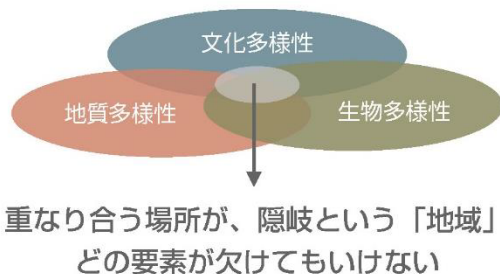 文化多様性
地質多様性
生物多様性
重なり合う場所が、隠岐という「地域」
どの要素が欠けてもいけない